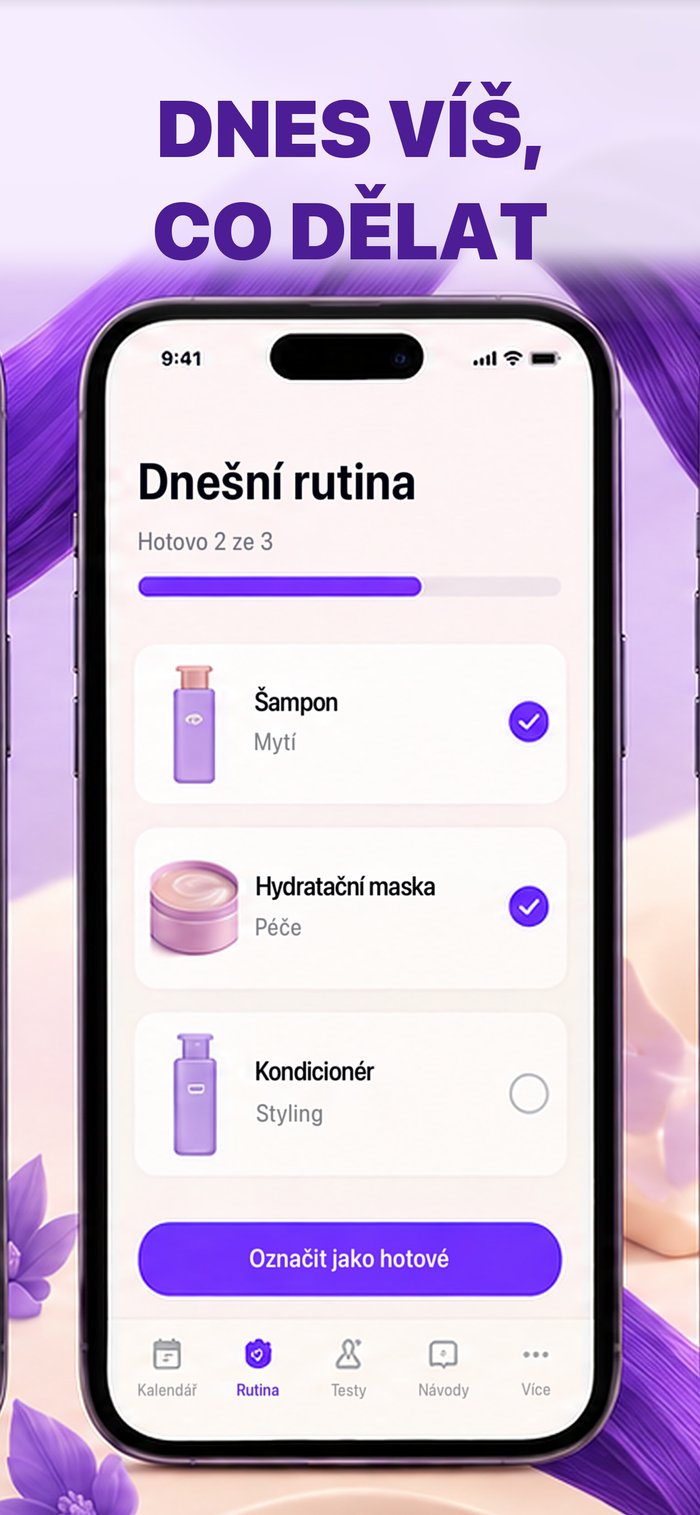 DNES VÍŠ,
CO DĚLAT
9:41
Dnešní rutina
Hotovo 2 ze 3
Šampon
Mytí
Hydratační maska
Péče
Kondicionér
Styling
Označit jako hotové
Kalendář
Rutina
Testy
Návody
Více